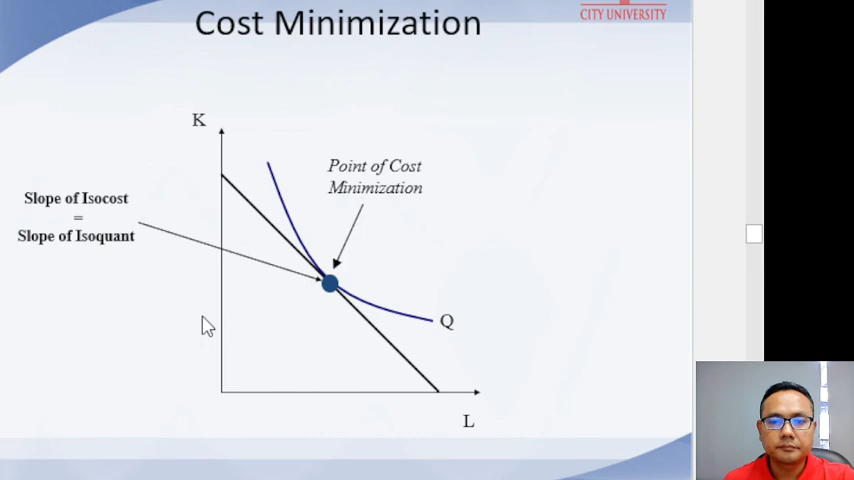 Cost Minimization
CITY UNIVERSITY
K
Point of Cost
Minimization
Slope of Isocost
=
Slope of Isoquant
Q
L